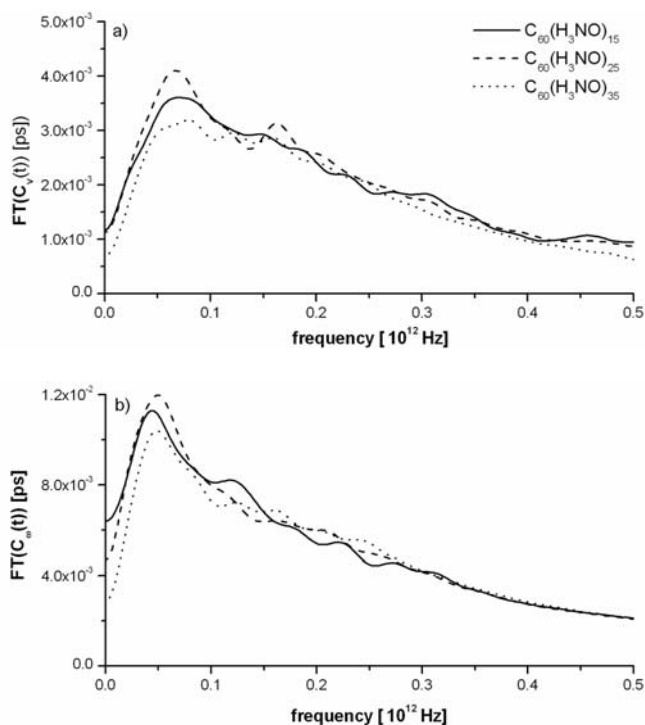 a)
C₆₀(H₃NO)₁₅
C₆₀(H₃NO)₂₅
C₆₀(H₃NO)₃₅
FT(Cᵥ(t)) [ps]
5.0x10⁻³
4.0x10⁻³
3.0x10⁻³
2.0x10⁻³
1.0x10⁻³
0.0
0.0 0.1 0.2 0.3 0.4 0.5
frequency [10¹² Hz]
b)
FT(C_ω(t)) [ps]
1.2x10⁻²
8.0x10⁻³
4.0x10⁻³
0.0
0.0 0.1 0.2 0.3 0.4 0.5
frequency [10¹² Hz]